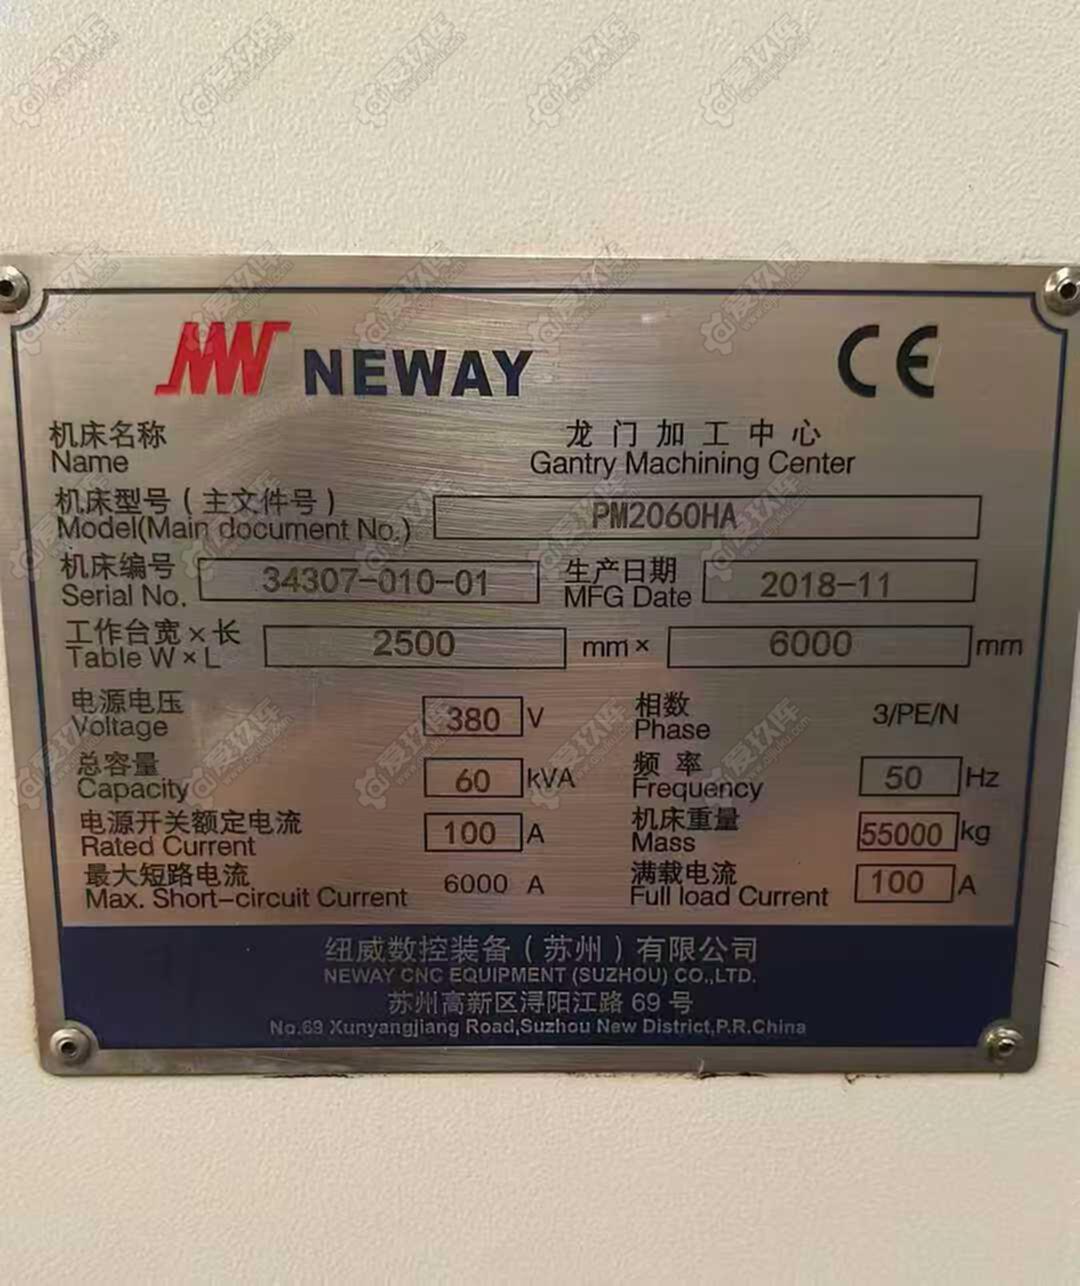 NEWAY CE
机床名称 龙门加工中心
Name Gantry Machining Center
机床型号(主文件号) PM2060HA
Model(Main document No.)
机床编号 34307-010-01 生产日期 2018-11
Serial No. MFG Date
工作台宽×长 2500 mm× 6000 mm
Table W×L
电源电压 380 V 相数 3/PE/N
Voltage Phase
总容量 60 kVA 频率 50 Hz
Capacity Frequency
电源开关额定电流 100 A 机床重量 55000 kg
Rated Current Mass
最大短路电流 6000 A 满载电流 100 A
Max. Short-circuit Current Full load Current
纽威数控装备(苏州)有限公司
NEWAY CNC EQUIPMENT (SUZHOU) CO.,LTD.
苏州高新区浔阳江路 69 号
No.69 Xunyangjiang Road,Suzhou New District,P.R.China